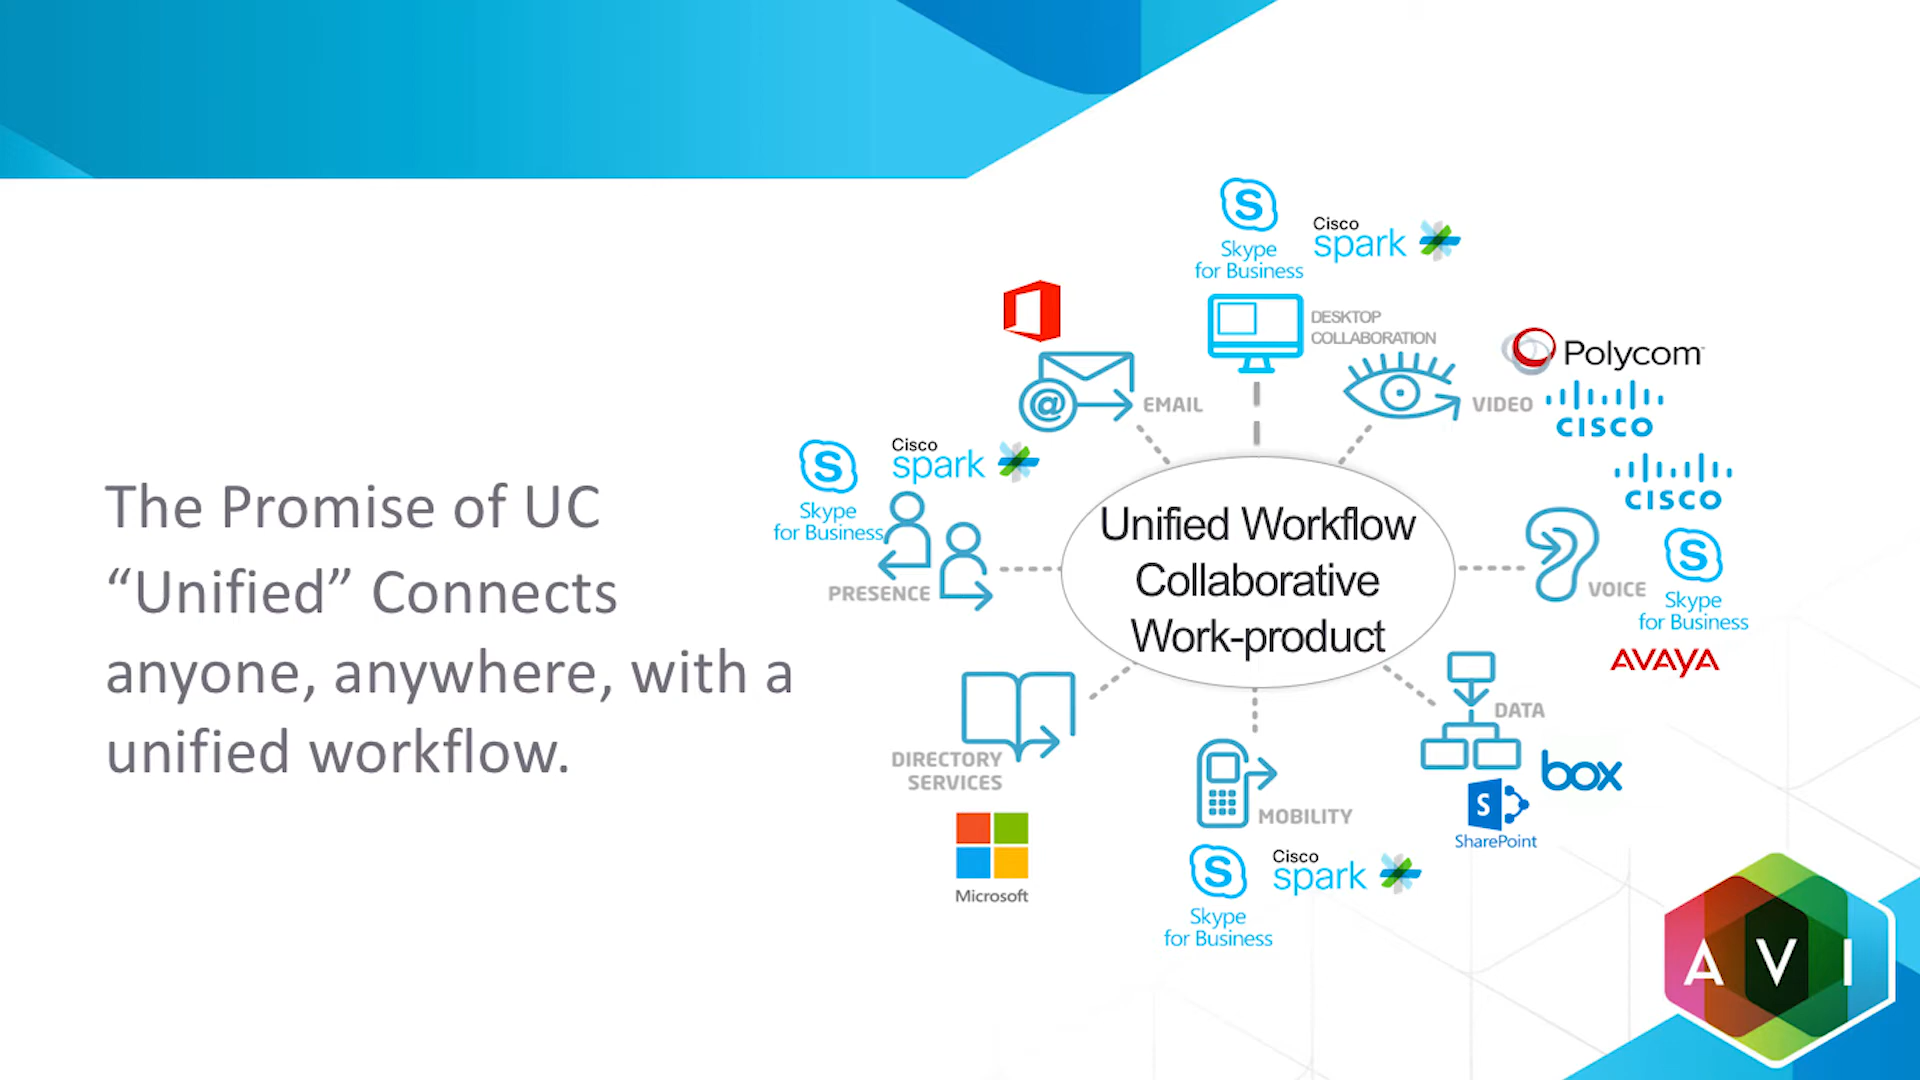 The Promise of UC
“Unified” Connects
anyone, anywhere, with a
unified workflow.
Skype
for Business
Cisco
spark
DESKTOP
COLLABORATION
EMAIL
VIDEO
Polycom
CISCO
Skype
for Business
Cisco
spark
PRESENCE
Unified Workflow
Collaborative
Work-product
CISCO
VOICE
Skype
for Business
AVAYA
DIRECTORY
SERVICES
Microsoft
MOBILITY
Skype
for Business
Cisco
spark
DATA
box
S
SharePoint
AVI